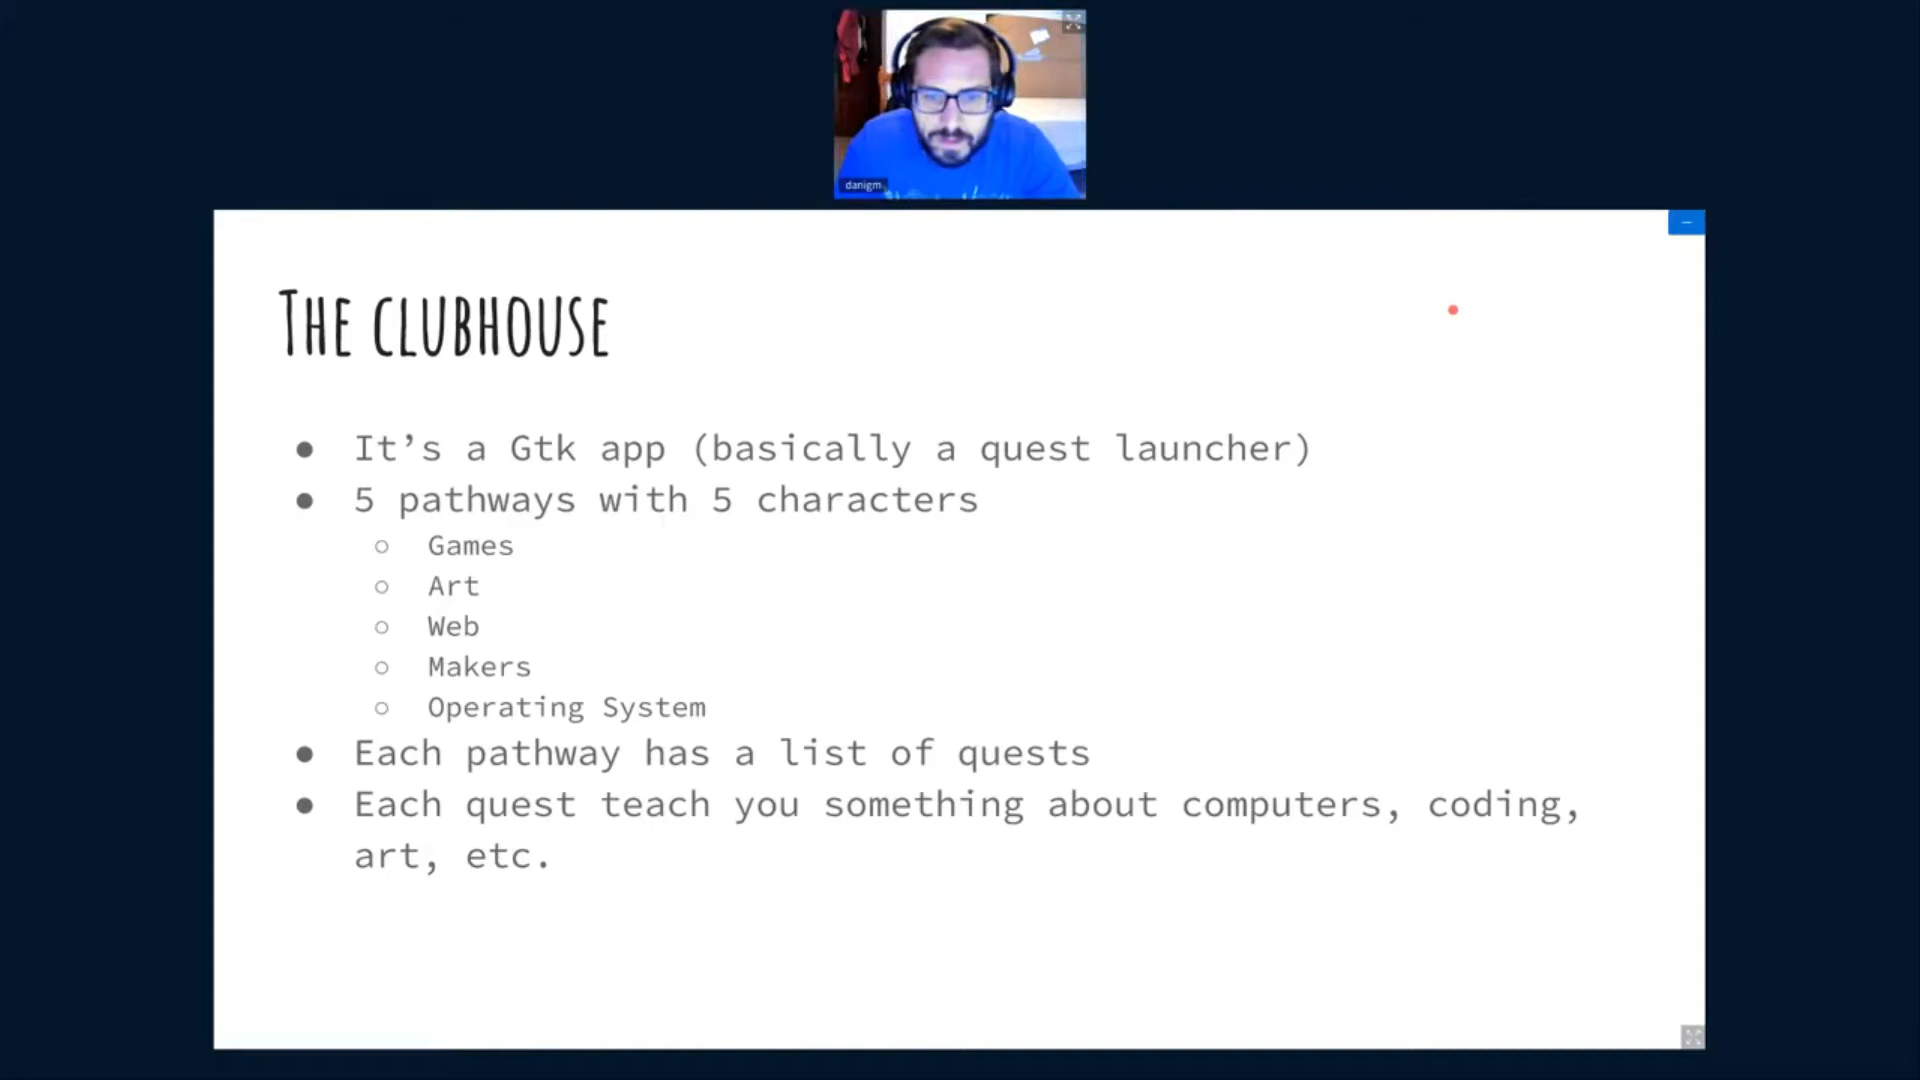 danigm
The clubhouse
● It’s a Gtk app (basically a quest launcher)
● 5 pathways with 5 characters
○ Games
○ Art
○ Web
○ Makers
○ Operating System
● Each pathway has a list of quests
● Each quest teach you something about computers, coding,
art, etc.